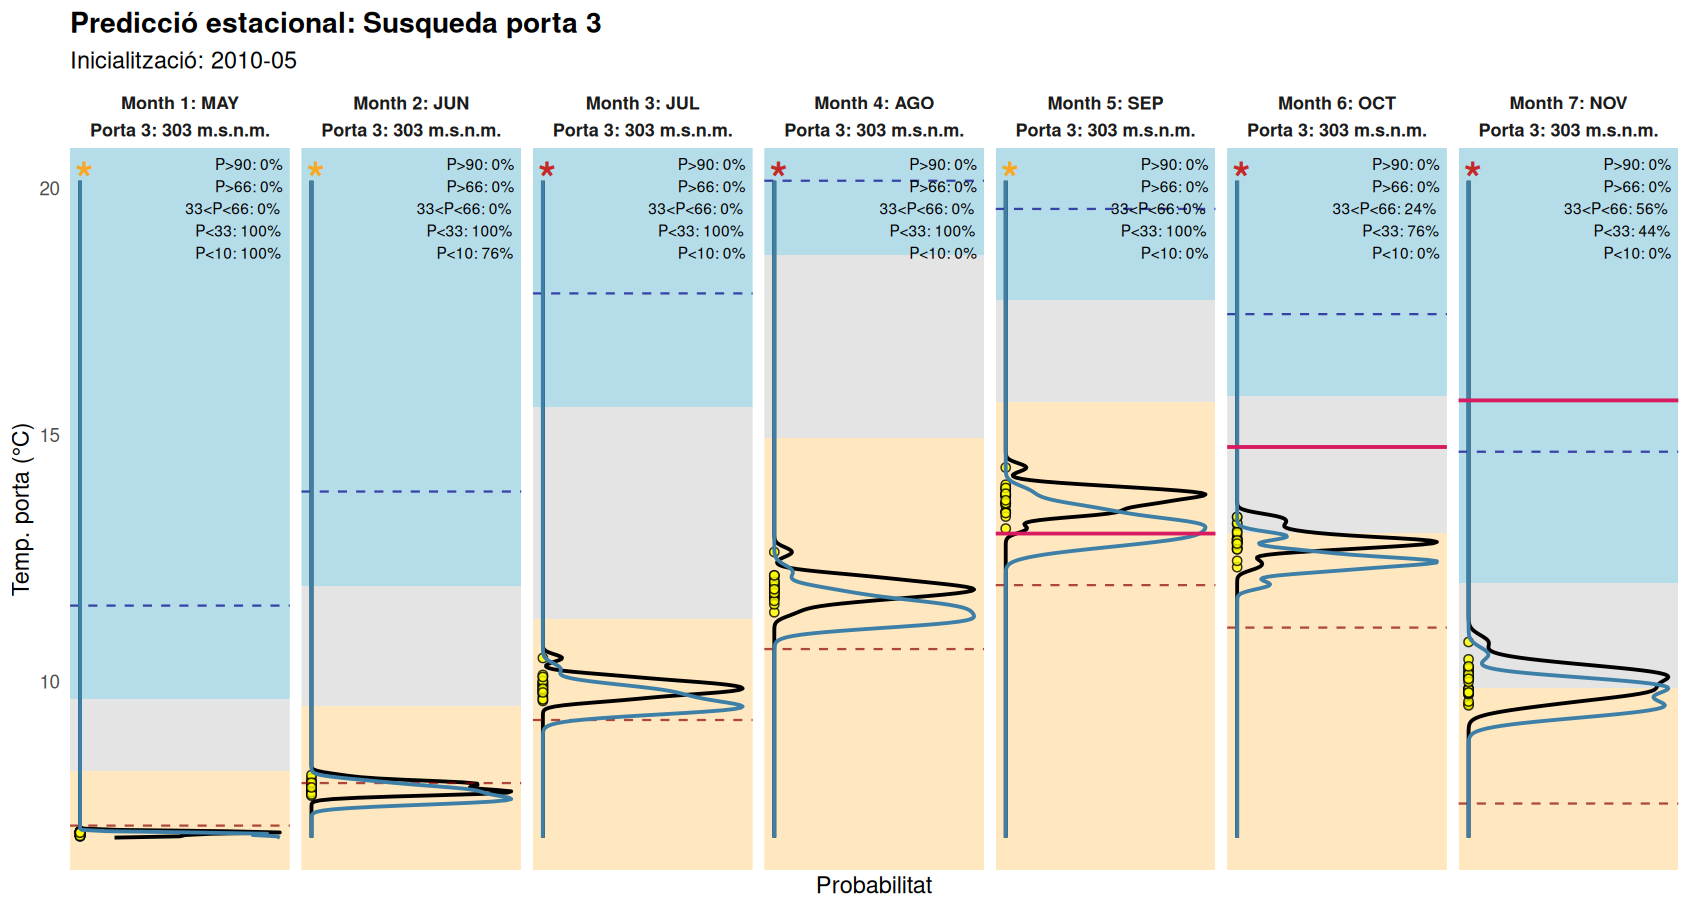 Predicció estacional: Susqueda porta 3
Inicialització: 2010-05
Month 1: MAY
Porta 3: 303 m.s.n.m.
Month 2: JUN
Porta 3: 303 m.s.n.m.
Month 3: JUL
Porta 3: 303 m.s.n.m.
Month 4: AGO
Porta 3: 303 m.s.n.m.
Month 5: SEP
Porta 3: 303 m.s.n.m.
Month 6: OCT
Porta 3: 303 m.s.n.m.
Month 7: NOV
Porta 3: 303 m.s.n.m.
*
P>90: 0%
P>66: 0%
33<P<66: 0%
P<33: 100%
P<10: 100%
*
P>90: 0%
P>66: 0%
33<P<66: 0%
P<33: 100%
P<10: 76%
*
P>90: 0%
P>66: 0%
33<P<66: 0%
P<33: 100%
P<10: 0%
*
P>90: 0%
P>66: 0%
33<P<66: 0%
P<33: 100%
P<10: 0%
*
P>90: 0%
P>66: 0%
33<P<66: 0%
P<33: 100%
P<10: 0%
*
P>90: 0%
P>66: 0%
33<P<66: 24%
P<33: 76%
P<10: 0%
*
P>90: 0%
P>66: 0%
33<P<66: 56%
P<33: 44%
P<10: 0%
20
15
10
Temp. porta (°C)
Probabilitat